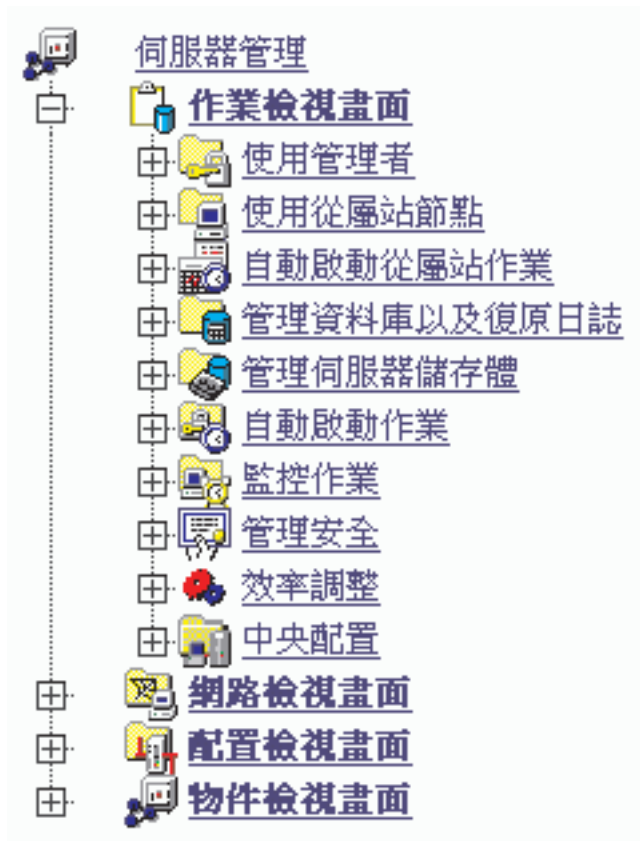 伺服器管理
作業檢視畫面
使用管理者
使用從屬站節點
自動啟動從屬站作業
管理資料庫以及復原日誌
管理伺服器儲存體
自動啟動作業
監控作業
管理安全
效率調整
中央配置
網路檢視畫面
配置檢視畫面
物件檢視畫面